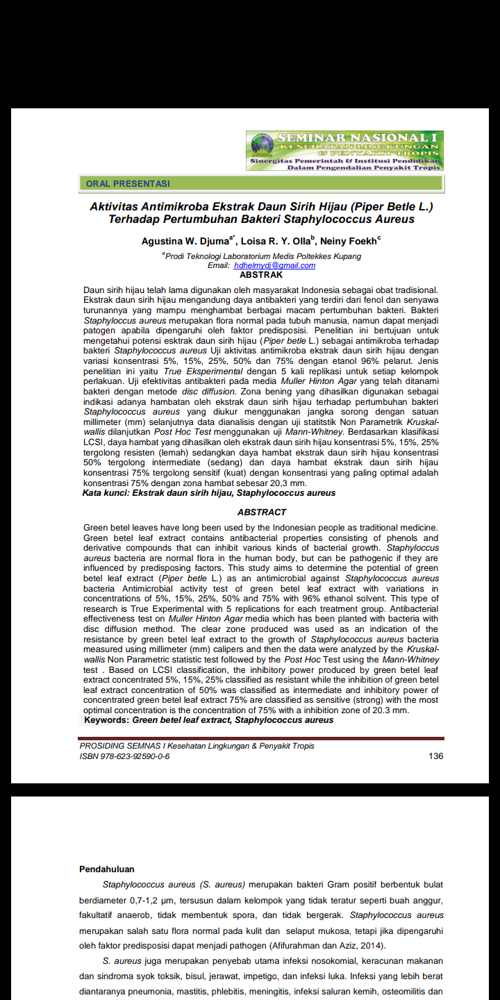 SEMINAR NASIONAL I
KESEHATAN LINGKUNGAN
& PENYAKIT TROPIS
Sinergitas Pemerintah & Institusi Pendidikan
Dalam Pengendalian Penyakit Tropis
ORAL PRESENTASI
Aktivitas Antimikroba Ekstrak Daun Sirih Hijau (Piper Betle L.)
Terhadap Pertumbuhan Bakteri Staphylococcus Aureus
Agustina W. Djumaa*, Loisa R. Y. Ollab, Neiny Foekhc
aProdi Teknologi Laboratorium Medis Poltekkes Kupang
Email: hdhelmydj@gmail.com
ABSTRAK
Daun sirih hijau telah lama digunakan oleh masyarakat Indonesia sebagai obat tradisional.
Ekstrak daun sirih hijau mengandung daya antibakteri yang terdiri dari fenol dan senyawa
turunannya yang mampu menghambat berbagai macam pertumbuhan bakteri. Bakteri
Staphyloccus aureus merupakan flora normal pada tubuh manusia, namun dapat menjadi
patogen apabila dipengaruhi oleh faktor predisposisi. Penelitian ini bertujuan untuk
mengetahui potensi esktrak daun sirih hijau (Piper betle L.) sebagai antimikroba terhadap
bakteri Staphylococcus aureus Uji aktivitas antimikroba ekstrak daun sirih hijau dengan
variasi konsentrasi 5%, 15%, 25%, 50% dan 75% dengan etanol 96% pelarut. Jenis
penelitian ini yaitu True Eksperimental dengan 5 kali replikasi untuk setiap kelompok
perlakuan. Uji efektivitas antibakteri pada media Muller Hinton Agar yang telah ditanami
bakteri dengan metode disc diffusion. Zona bening yang dihasilkan digunakan sebagai
indikasi adanya hambatan oleh ekstrak daun sirih hijau terhadap pertumbuhan bakteri
Staphylococcus aureus yang diukur menggunakan jangka sorong dengan satuan
millimeter (mm) selanjutnya data dianalisis dengan uji statitstik Non Parametrik Kruskal-
wallis dilanjutkan Post Hoc Test menggunakan uji Mann-Whitney. Berdasarkan klasifikasi
LCSI, daya hambat yang dihasilkan oleh ekstrak daun sirih hijau konsentrasi 5%, 15%, 25%
tergolong resisten (lemah) sedangkan daya hambat ekstrak daun sirih hijau konsentrasi
50% tergolong intermediate (sedang) dan daya hambat ekstrak daun sirih hijau
konsentrasi 75% tergolong sensitif (kuat) dengan konsentrasi yang paling optimal adalah
konsentrasi 75% dengan zona hambat sebesar 20,3 mm.
Kata kunci: Ekstrak daun sirih hijau, Staphylococcus aureus
ABSTRACT
Green betel leaves have long been used by the Indonesian people as traditional medicine.
Green betel leaf extract contains antibacterial properties consisting of phenols and
derivative compounds that can inhibit various kinds of bacterial growth. Staphyloccus
aureus bacteria are normal flora in the human body, but can be pathogenic if they are
influenced by predisposing factors. This study aims to determine the potential of green
betel leaf extract (Piper betle L.) as an antimicrobial against Staphylococcus aureus
bacteria Antimicrobial activity test of green betel leaf extract with variations in
concentrations of 5%, 15%, 25%, 50% and 75% with 96% ethanol solvent. This type of
research is True Experimental with 5 replications for each treatment group. Antibacterial
effectiveness test on Muller Hinton Agar media which has been planted with bacteria with
disc diffusion method. The clear zone produced was used as an indication of the
resistance by green betel leaf extract to the growth of Staphylococcus aureus bacteria
measured using millimeter (mm) calipers and then the data were analyzed by the Kruskal-
wallis Non Parametric statistic test followed by the Post Hoc Test using the Mann-Whitney
test . Based on LCSI classification, the inhibitory power produced by green betel leaf
extract concentrated 5%, 15%, 25% classified as resistant while the inhibition of green betel
leaf extract concentration of 50% was classified as intermediate and inhibitory power of
concentrated green betel leaf extract 75% are classified as sensitive (strong) with the most
optimal concentration is the concentration of 75% with a inhibition zone of 20.3 mm.
Keywords: Green betel leaf extract, Staphylococcus aureus
PROSIDING SEMNAS I Kesehatan Lingkungan & Penyakit Tropis
ISBN 978-623-92590-0-6 136
Pendahuluan
Staphylococcus aureus (S. aureus) merupakan bakteri Gram positif berbentuk bulat
berdiameter 0,7-1,2 µm, tersusun dalam kelompok yang tidak teratur seperti buah anggur,
fakultatif anaerob, tidak membentuk spora, dan tidak bergerak. Staphylococcus aureus
merupakan salah satu flora normal pada kulit dan selaput mukosa, tetapi jika dipengaruhi
oleh faktor predisposisi dapat menjadi pathogen (Afifurahman dan Aziz, 2014).
S. aureus juga merupakan penyebab utama infeksi nosokomial, keracunan makanan
dan sindroma syok toksik, bisul, jerawat, impetigo, dan infeksi luka. Infeksi yang lebih berat
diantaranya pneumonia, mastitis, phlebitis, meningitis, infeksi saluran kemih, osteomilitis dan